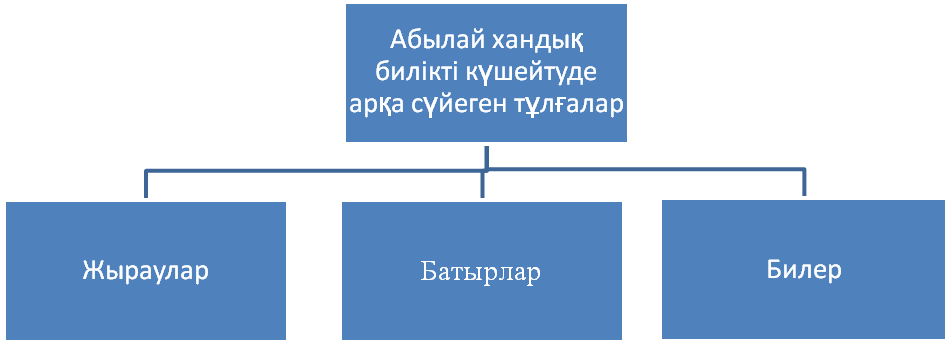 Абылай хандық
билікті күшейтуде
арқа сүйеген тұлғалар
Жыраулар
Батырлар
Билер